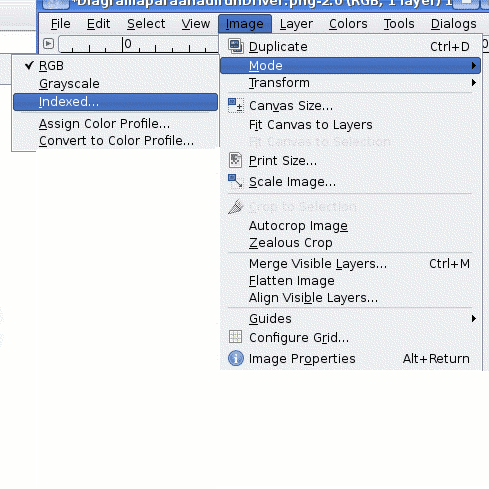 *Diagramaparaanadirundriver.png-2.0 (RGB, 1 layer) 1
File Edit Select View Image Layer Colors Tools Dialogs
0
Duplicate Ctrl+D
RGB Mode
Grayscale Transform
Indexed...
Canvas Size...
Assign Color Profile... Fit Canvas to Layers
Convert to Color Profile... Fit Canvas to Selection
Print Size...
Scale Image...
Crop to Selection
Autocrop Image
Zealous Crop
Merge Visible Layers... Ctrl+M
Flatten Image
Align Visible Layers...
Guides
Configure Grid...
Image Properties Alt+Return